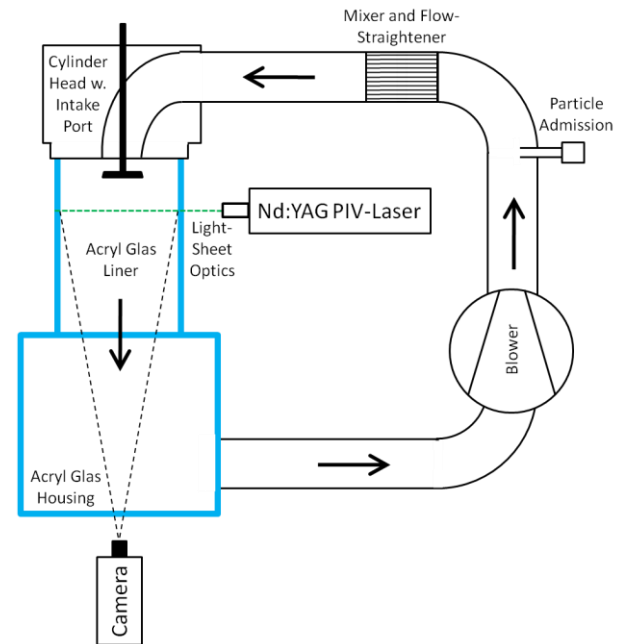 Mixer and Flow-
Straightener
Cylinder
Head w.
Intake
Port
Particle
Admission
Nd:YAG PIV-Laser
Light-
Sheet
Optics
Acryl Glas
Liner
Blower
Acryl Glas
Housing
Camera